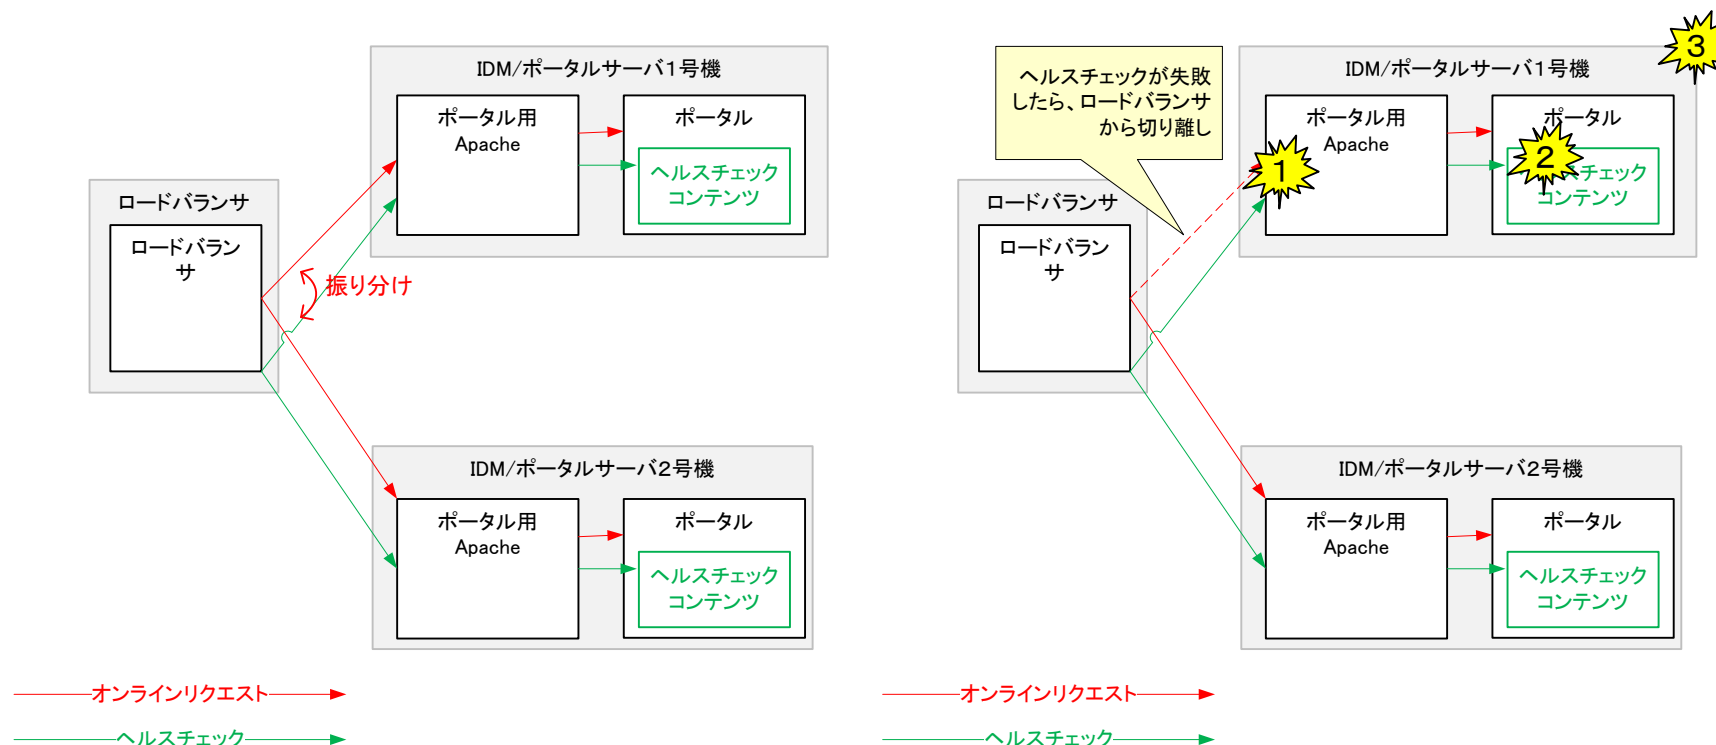 IDM/ポータルサーバ1号機
ポータル用
Apache
ポータル
ヘルスチェック
コンテンツ
ロードバランサ
ロードバラン
サ
振り分け
IDM/ポータルサーバ2号機
ポータル用
Apache
ポータル
ヘルスチェック
コンテンツ
オンラインリクエスト
ヘルスチェック
ヘルスチェックが失敗
したら、ロードバランサ
から切り離し
3
IDM/ポータルサーバ1号機
ポータル用
Apache
1
ポータル
2
スチェック
コンテンツ
ロードバランサ
ロードバラン
サ
IDM/ポータルサーバ2号機
ポータル用
Apache
ポータル
ヘルスチェック
コンテンツ
オンラインリクエスト
ヘルスチェック